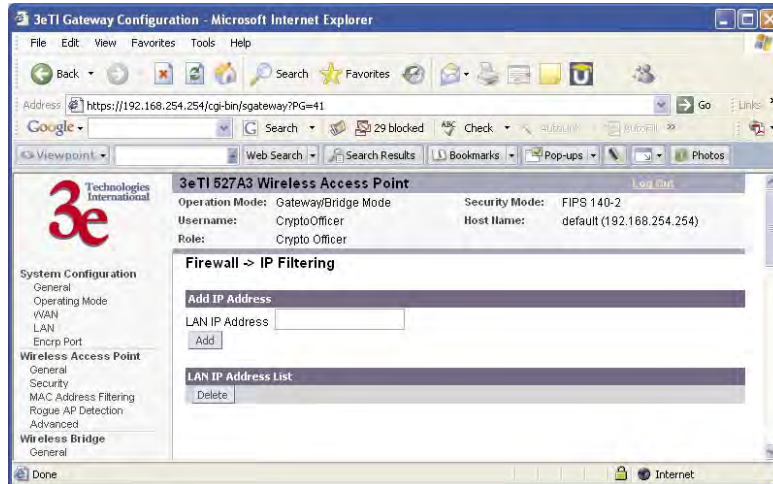 3eTI Gateway Configuration - Microsoft Internet Explorer
File Edit View Favorites Tools Help
Back Search Favorites
Address https://192.168.254.254/cgi-bin/sgateway?PG=41 Go Links »
Google Search 29 blocked Check AutoLink AutoFill »
Viewpoint Web Search Search Results Bookmarks Pop-ups Photos
3e Technologies International
3eTI 527A3 Wireless Access Point Log Out
Operation Mode: Gateway/Bridge Mode Security Mode: FIPS 140-2
Username: CryptoOfficer Host Name: default (192.168.254.254)
Role: Crypto Officer
Firewall -> IP Filtering
Add IP Address
LAN IP Address
Add
LAN IP Address List
Delete
System Configuration
General
Operating Mode
WAN
LAN
Encrp Port
Wireless Access Point
General
Security
MAC Address Filtering
Rogue AP Detection
Advanced
Wireless Bridge
General
Done Internet